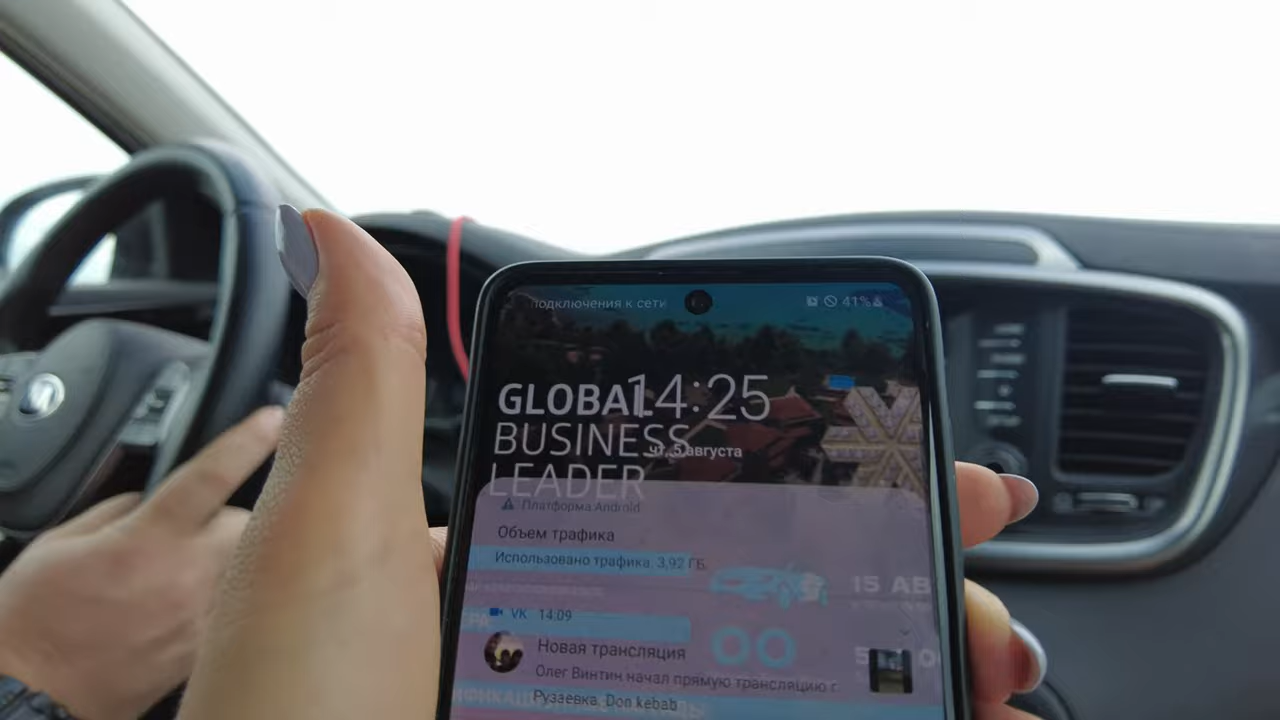 подключения к сети
41%
GLOBAL
14:25
BUSINESS
чт, 5 августа
LEADER
Платформа Android
Объем трафика
Использовано трафика: 3,92 ГБ.
15 АВ
VK 14:09
Новая трансляция
Олег Винтин начал прямую трансляцию г.
Рузаевка, Don kebab